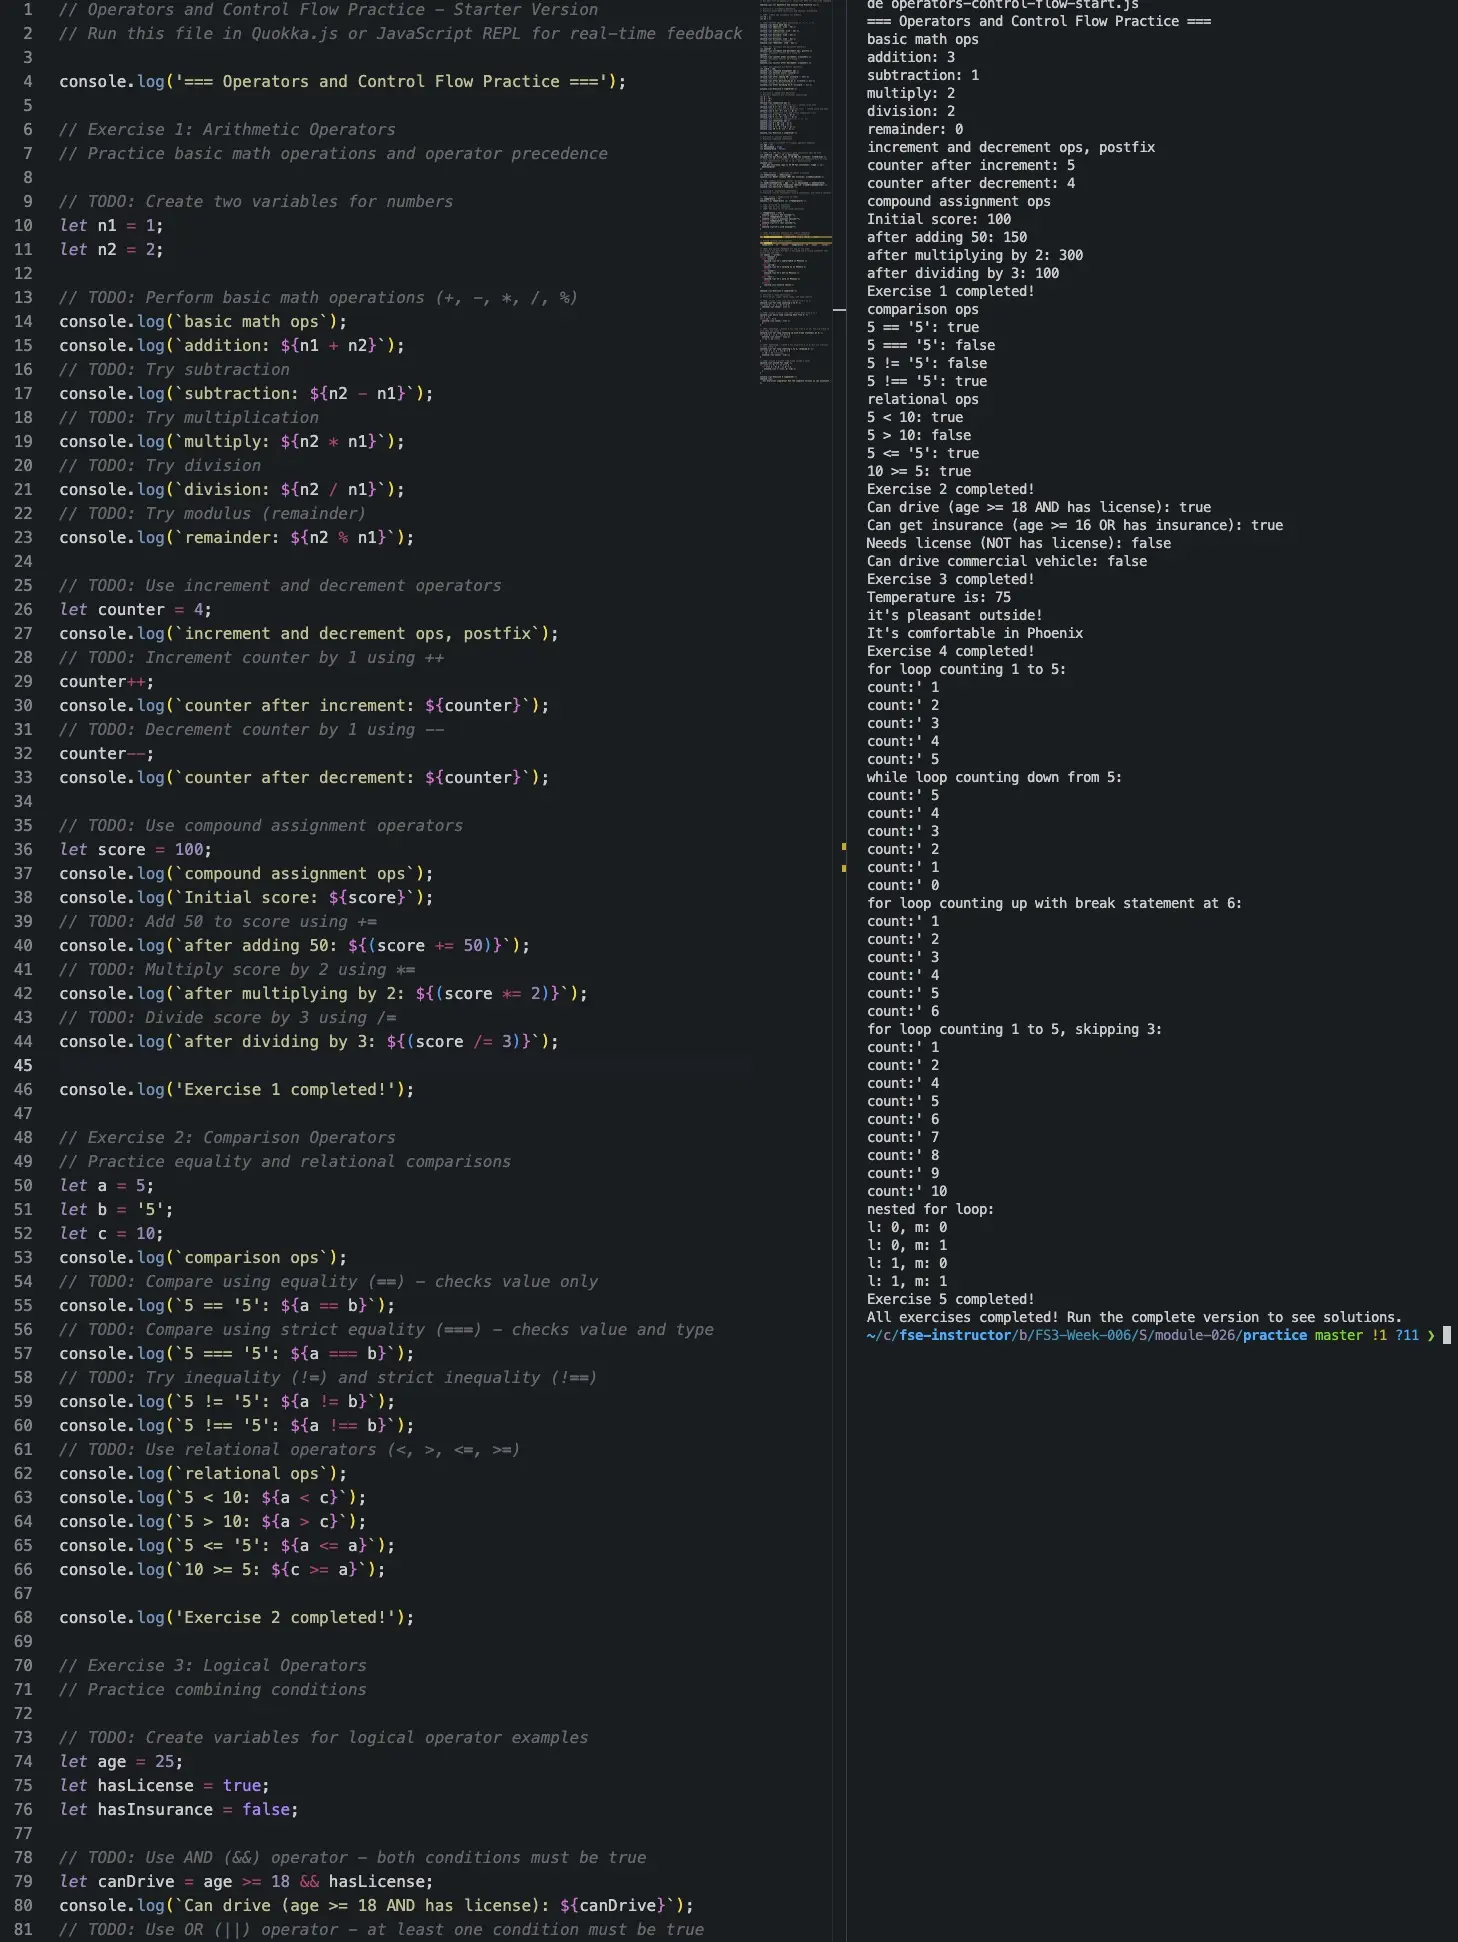 1 // Operators and Control Flow Practice - Starter Version
2 // Run this file in Quokka.js or JavaScript REPL for real-time feedback
3
4 console.log('=== Operators and Control Flow Practice ===');
5
6 // Exercise 1: Arithmetic Operators
7 // Practice basic math operations and operator precedence
8
9 // TODO: Create two variables for numbers
10 let n1 = 1;
11 let n2 = 2;
12
13 // TODO: Perform basic math operations (+, -, *, /, %)
14 console.log(`basic math ops`);
15 console.log(`addition: ${n1 + n2}`);
16 // TODO: Try subtraction
17 console.log(`subtraction: ${n2 - n1}`);
18 // TODO: Try multiplication
19 console.log(`multiply: ${n2 * n1}`);
20 // TODO: Try division
21 console.log(`division: ${n2 / n1}`);
22 // TODO: Try modulus (remainder)
23 console.log(`remainder: ${n2 % n1}`);
24
25 // TODO: Use increment and decrement operators
26 let counter = 4;
27 console.log(`increment and decrement ops, postfix`);
28 // TODO: Increment counter by 1 using ++
29 counter++;
30 console.log(`counter after increment: ${counter}`);
31 // TODO: Decrement counter by 1 using --
32 counter--;
33 console.log(`counter after decrement: ${counter}`);
34
35 // TODO: Use compound assignment operators
36 let score = 100;
37 console.log(`compound assignment ops`);
38 console.log(`Initial score: ${score}`);
39 // TODO: Add 50 to score using +=
40 console.log(`after adding 50: ${(score += 50)}`);
41 // TODO: Multiply score by 2 using *=
42 console.log(`after multiplying by 2: ${(score *= 2)}`);
43 // TODO: Divide score by 3 using /=
44 console.log(`after dividing by 3: ${(score /= 3)}`);
45
46 console.log('Exercise 1 completed!');
47
48 // Exercise 2: Comparison Operators
49 // Practice equality and relational comparisons
50 let a = 5;
51 let b = '5';
52 let c = 10;
53 console.log(`comparison ops`);
54 // TODO: Compare using equality (==) - checks value only
55 console.log(`5 == '5': ${a == b}`);
56 // TODO: Compare using strict equality (===) - checks value and type
57 console.log(`5 === '5': ${a === b}`);
58 // TODO: Try inequality (!=) and strict inequality (!==)
59 console.log(`5 != '5': ${a != b}`);
60 console.log(`5 !== '5': ${a !== b}`);
61 // TODO: Use relational operators (<, >, <=, >=)
62 console.log(`relational ops`);
63 console.log(`5 < 10: ${a < c}`);
64 console.log(`5 > 10: ${a > c}`);
65 console.log(`5 <= '5': ${a <= a}`);
66 console.log(`10 >= 5: ${c >= a}`);
67
68 console.log('Exercise 2 completed!');
69
70 // Exercise 3: Logical Operators
71 // Practice combining conditions
72
73 // TODO: Create variables for logical operator examples
74 let age = 25;
75 let hasLicense = true;
76 let hasInsurance = false;
77
78 // TODO: Use AND (&&) operator - both conditions must be true
79 let canDrive = age >= 18 && hasLicense;
80 console.log(`Can drive (age >= 18 AND has license): ${canDrive}`);
81 // TODO: Use OR (||) operator - at least one condition must be true
de operators-control-flow-start.js
=== Operators and Control Flow Practice ===
basic math ops
addition: 3
subtraction: 1
multiply: 2
division: 2
remainder: 0
increment and decrement ops, postfix
counter after increment: 5
counter after decrement: 4
compound assignment ops
Initial score: 100
after adding 50: 150
after multiplying by 2: 300
after dividing by 3: 100
Exercise 1 completed!
comparison ops
5 == '5': true
5 === '5': false
5 != '5': false
5 !== '5': true
relational ops
5 < 10: true
5 > 10: false
5 <= '5': true
10 >= 5: true
Exercise 2 completed!
Can drive (age >= 18 AND has license): true
Can get insurance (age >= 16 OR has insurance): true
Needs license (NOT has license): false
Can drive commercial vehicle: false
Exercise 3 completed!
Temperature is: 75
it's pleasant outside!
It's comfortable in Phoenix
Exercise 4 completed!
for loop counting 1 to 5:
count:' 1
count:' 2
count:' 3
count:' 4
count:' 5
while loop counting down from 5:
count:' 5
count:' 4
count:' 3
count:' 2
count:' 1
count:' 0
for loop counting up with break statement at 6:
count:' 1
count:' 2
count:' 3
count:' 4
count:' 5
count:' 6
for loop counting 1 to 5, skipping 3:
count:' 1
count:' 2
count:' 4
count:' 5
count:' 6
count:' 7
count:' 8
count:' 9
count:' 10
nested for loop:
l: 0, m: 0
l: 0, m: 1
l: 1, m: 0
l: 1, m: 1
Exercise 5 completed!
All exercises completed! Run the complete version to see solutions.
~/c/fse-instructor/b/FS3-Week-006/S/module-026/practice master !1 ?11 ❯